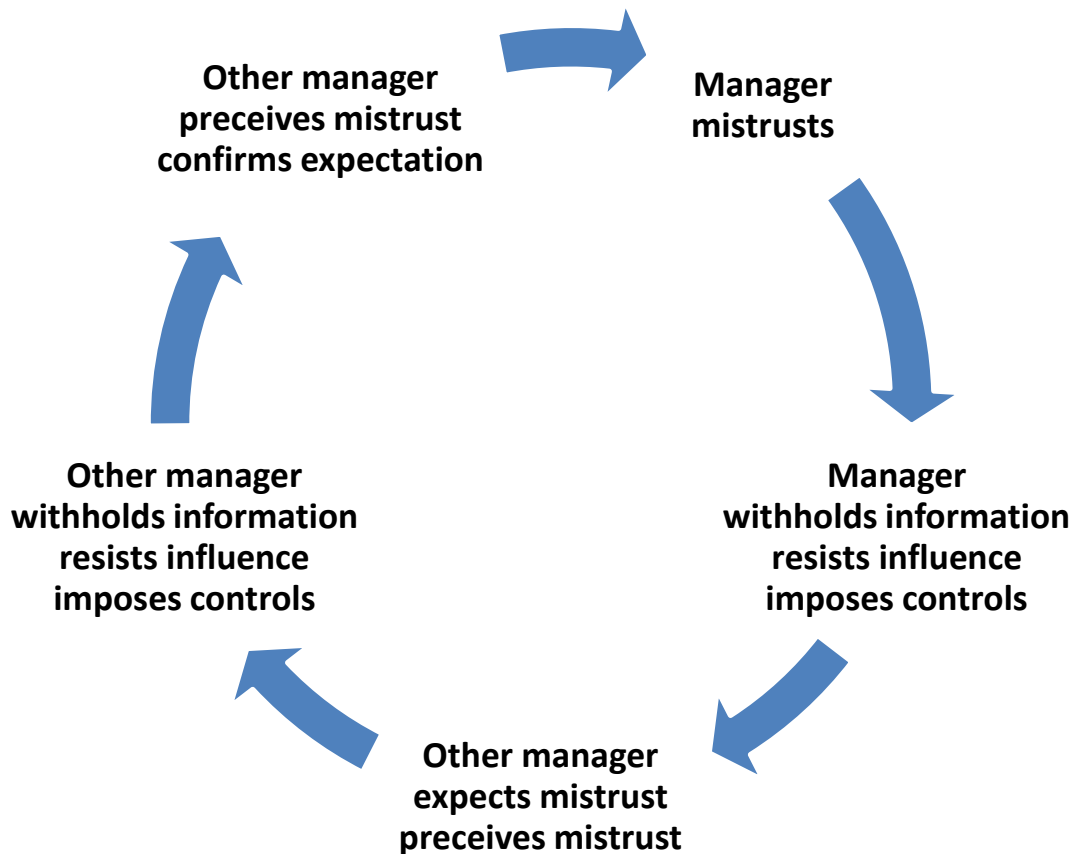 Other manager
preceives mistrust
confirms expectation
Manager
mistrusts
Manager
withholds information
resists influence
imposes controls
Other manager
expects mistrust
preceives mistrust
Other manager
withholds information
resists influence
imposes controls